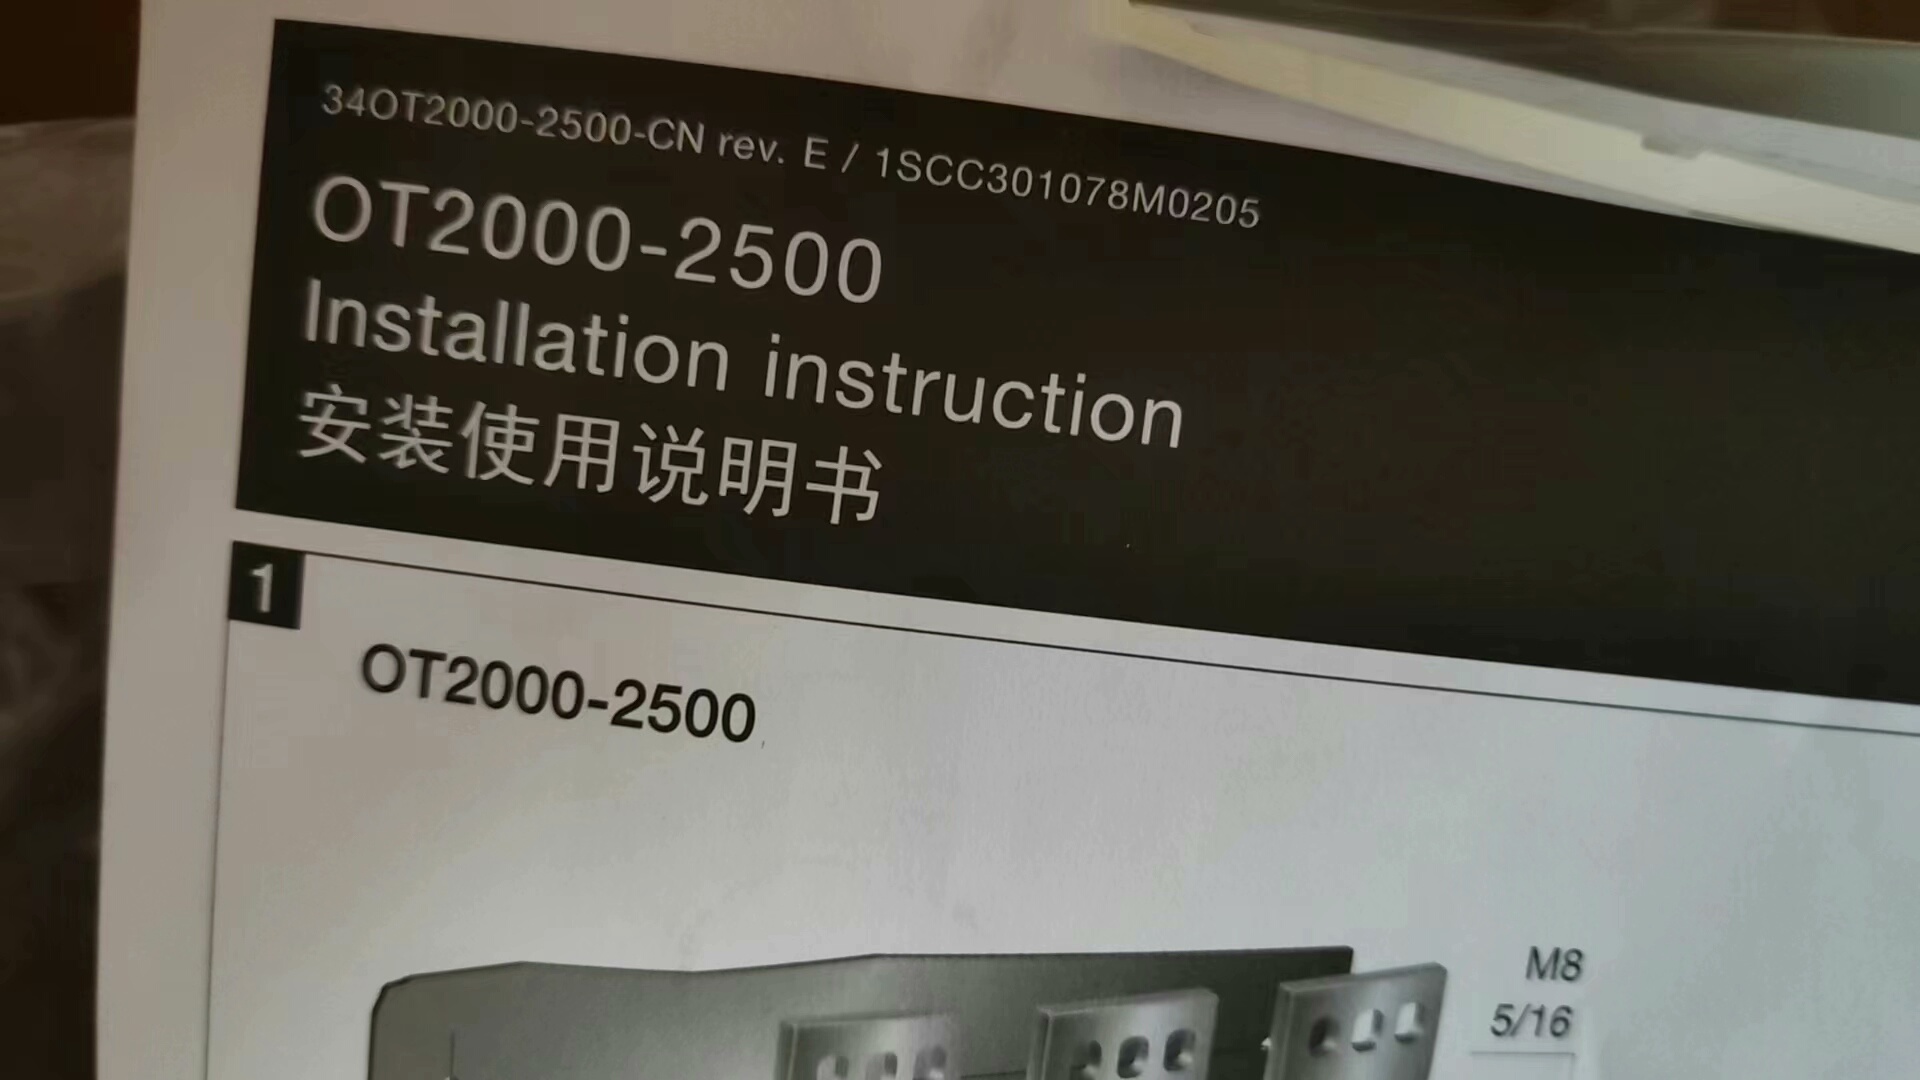 34OT2000-2500-CN rev. E / 1SCC301078M0205
OT2000-2500
Installation instruction
安装使用说明书
1
OT2000-2500
M8
5/16